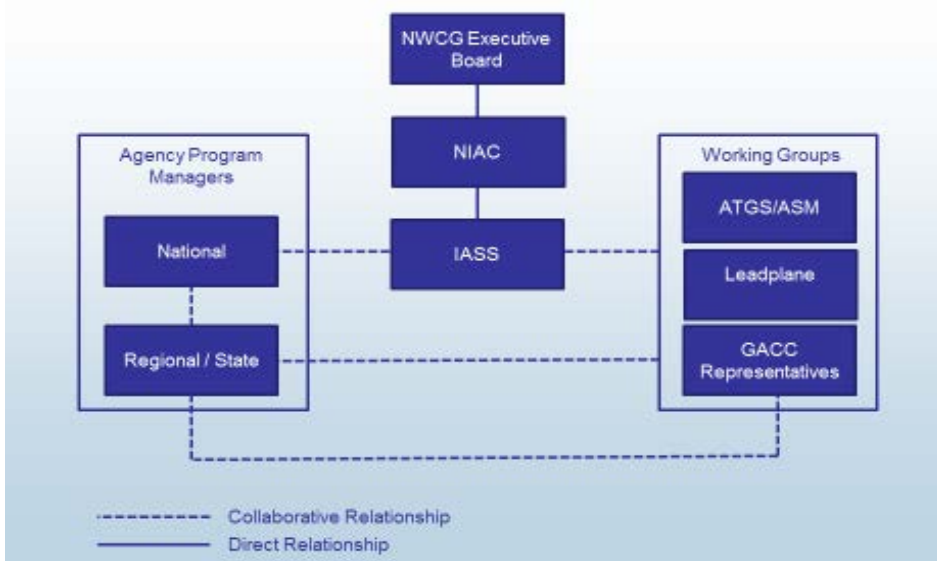 NWCG Executive
Board
NIAC
IASS
Agency Program
Managers
National
Regional / State
Working Groups
ATGS/ASM
Leadplane
GACC
Representatives
Collaborative Relationship
Direct Relationship